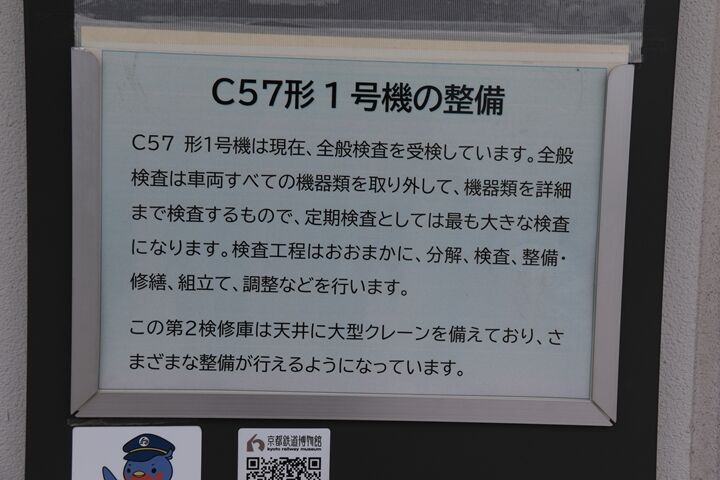 C57形1号機の整備
C57 形1号機は現在、全般検査を受検しています。全般
検査は車両すべての機器類を取り外して、機器類を詳細
まで検査するもので、定期検査としては最も大きな検査
になります。検査工程はおおまかに、分解、検査、整備・
修繕、組立て、調整などを行います。
この第2検修庫は天井に大型クレーンを備えており、さ
まざまな整備が行えるようになっています。
京都鉄道博物館
kyoto railway museum